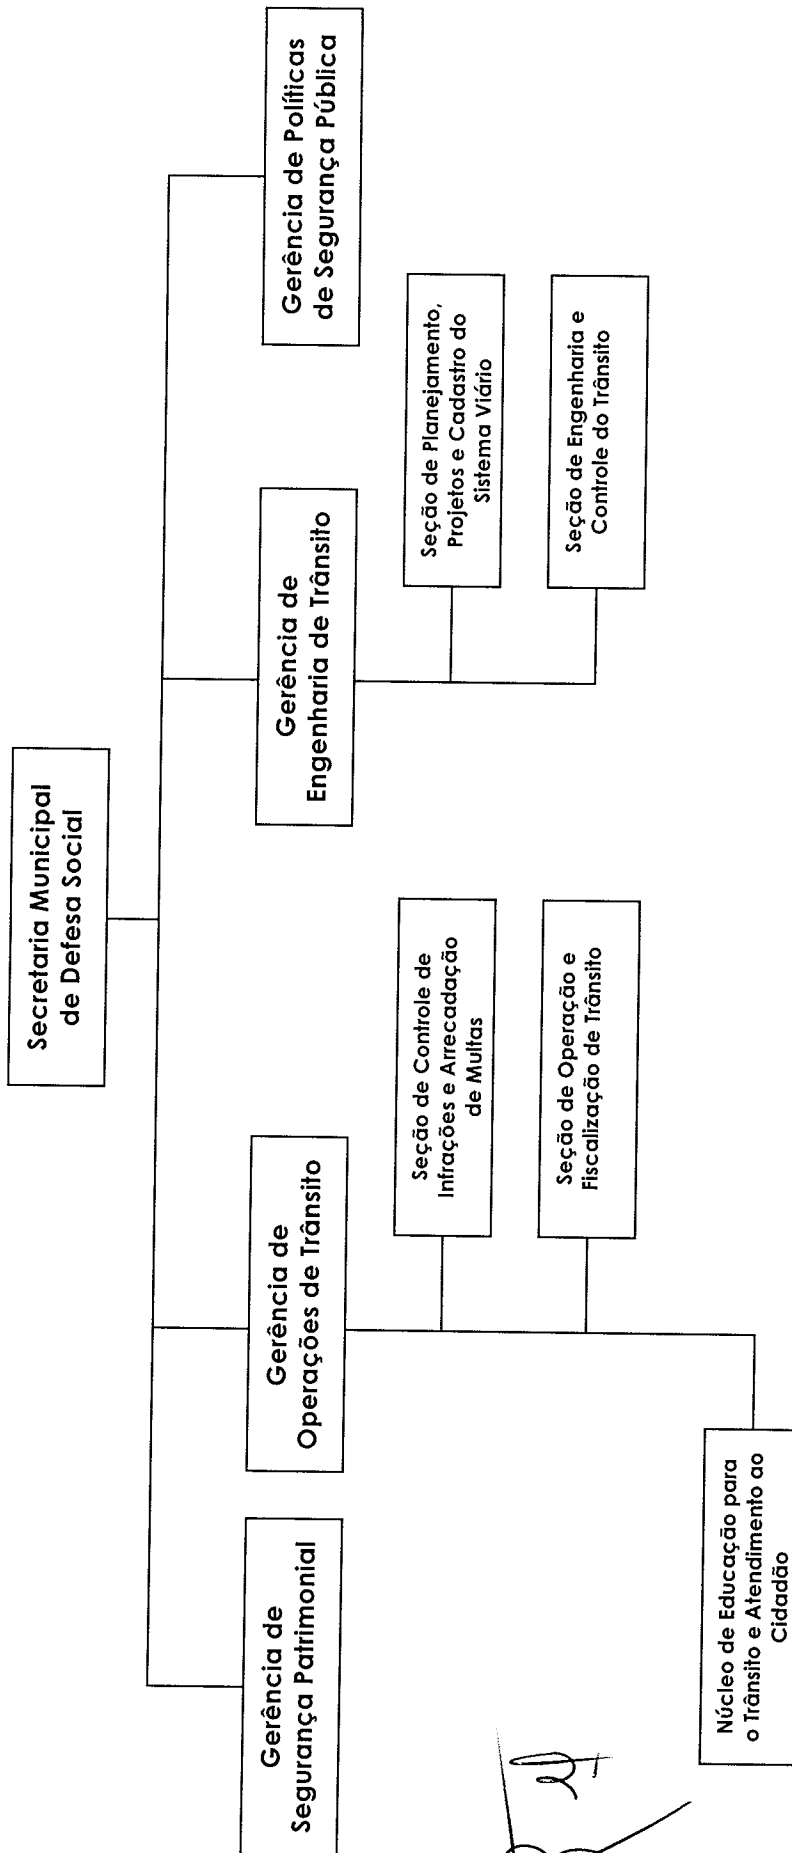 Secretaria Municipal
de Defesa Social
Gerência de
Segurança Patrimonial
Gerência de
Operações de Trânsito
Seção de Controle de
Infrações e Arrecadação
de Multas
Seção de Operação e
Fiscalização de Trânsito
Núcleo de Educação para
o Trânsito e Atendimento ao
Cidadão
Gerência de
Engenharia de Trânsito
Seção de Planejamento,
Projetos e Cadastro do
Sistema Viário
Seção de Engenharia e
Controle do Trânsito
Gerência de Políticas
de Segurança Pública